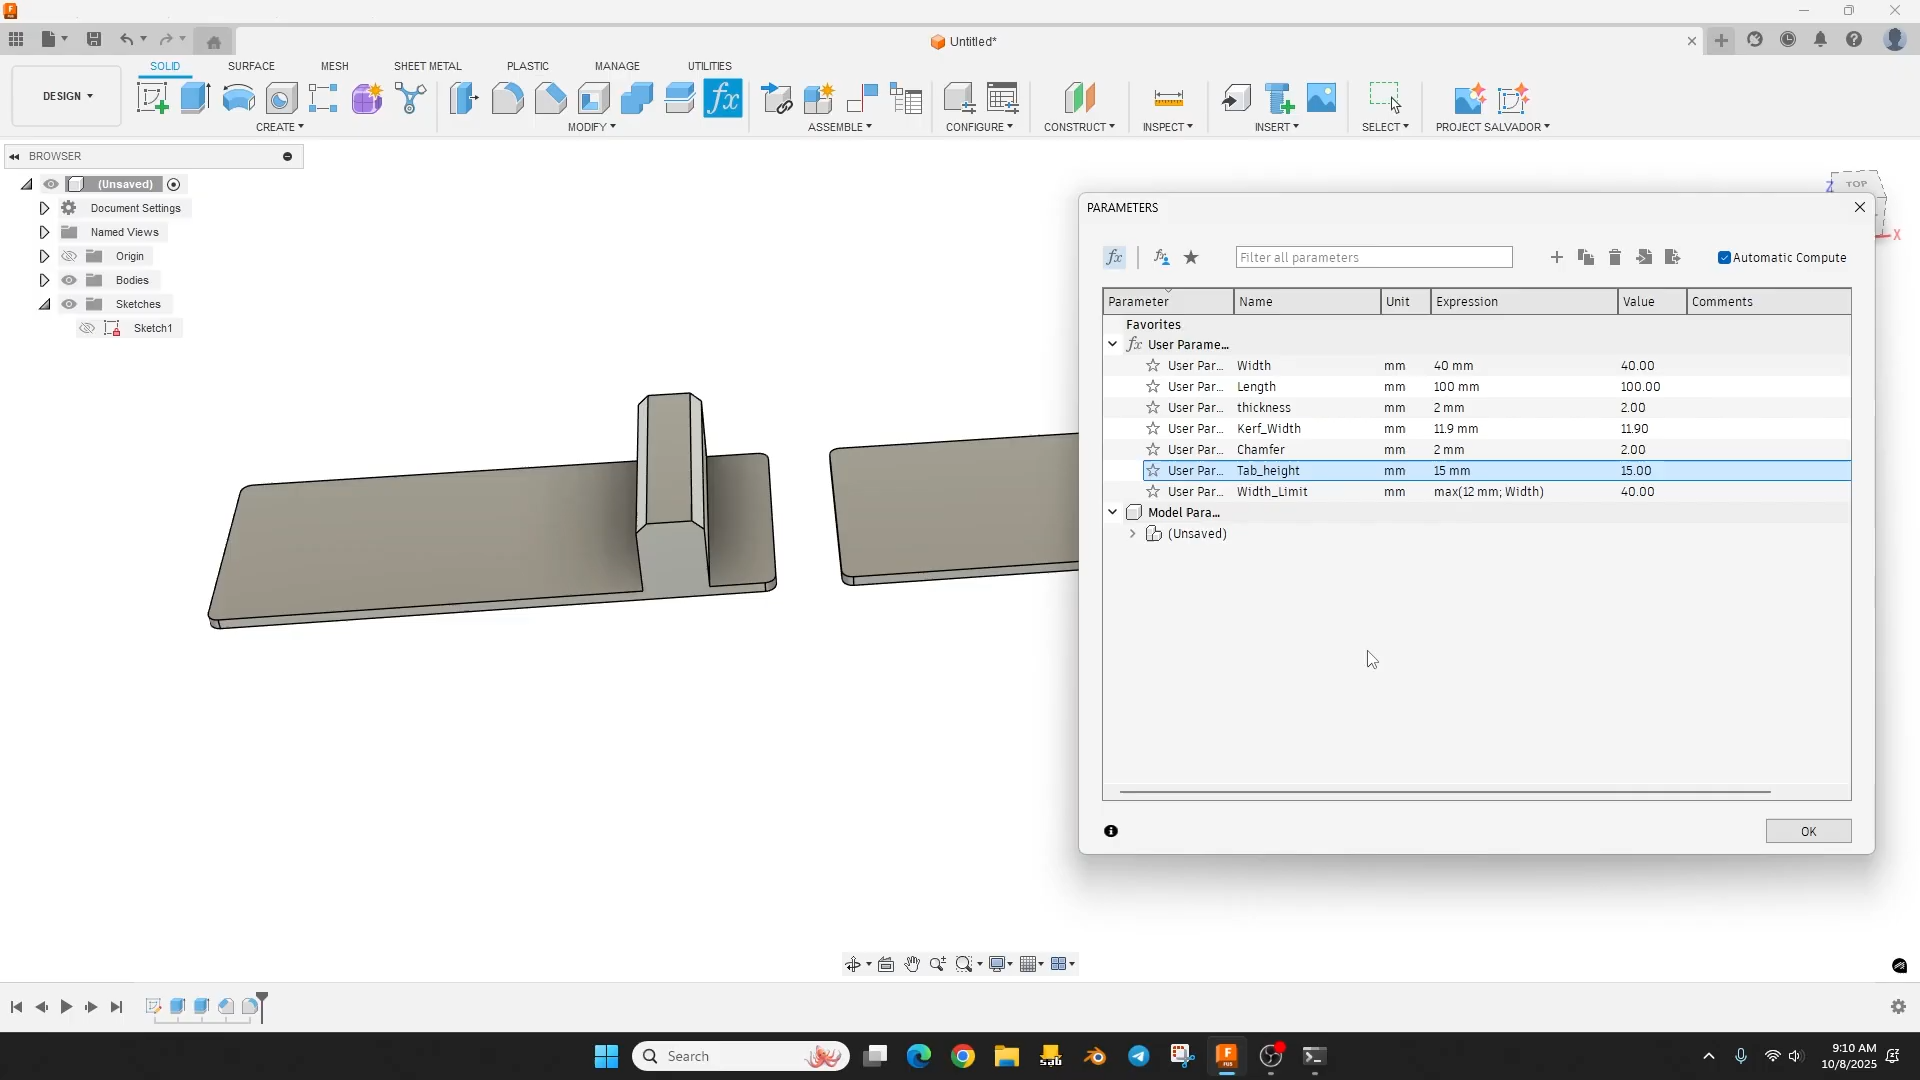 Untitled*
DESIGN
SOLID SURFACE MESH SHEET METAL PLASTIC MANAGE UTILITIES
fx
CREATE MODIFY ASSEMBLE CONFIGURE CONSTRUCT INSPECT INSERT SELECT PROJECT SALVADOR
BROWSER
(Unsaved)
Document Settings
Named Views
Origin
Bodies
Sketches
Sketch1
TOP
Z
X
PARAMETERS
fx fx Filter all parameters Automatic Compute
Parameter Name Unit Expression Value Comments
Favorites
fx User Parame...
User Par... Width mm 40 mm 40.00
User Par... Length mm 100 mm 100.00
User Par... thickness mm 2 mm 2.00
User Par... Kerf_Width mm 11.9 mm 11.90
User Par... Chamfer mm 2 mm 2.00
User Par... Tab_height mm 15 mm 15.00
User Par... Width_Limit mm max(12 mm; Width) 40.00
Model Para...
(Unsaved)
OK
Search
9:10 AM
10/8/2025